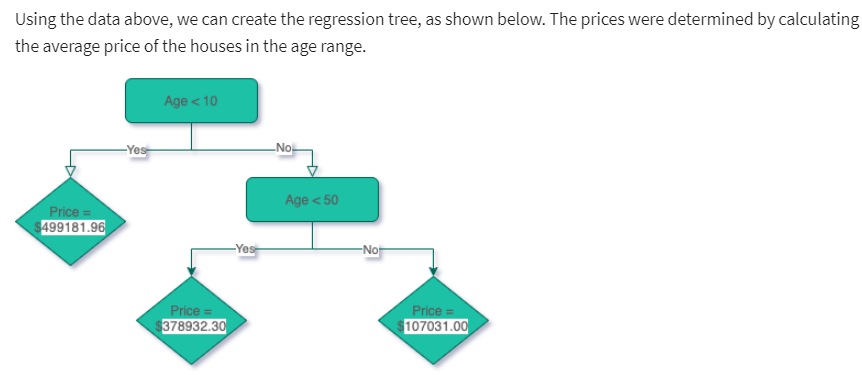 Using the data above, we can create the regression tree, as shown below. The prices were determined by calculating
the average price of the houses in the age range.
Age < 10
Yes
No
Price =
$499181.96
Age < 50
Yes
No
Price =
$378932.30
Price =
$107031.00